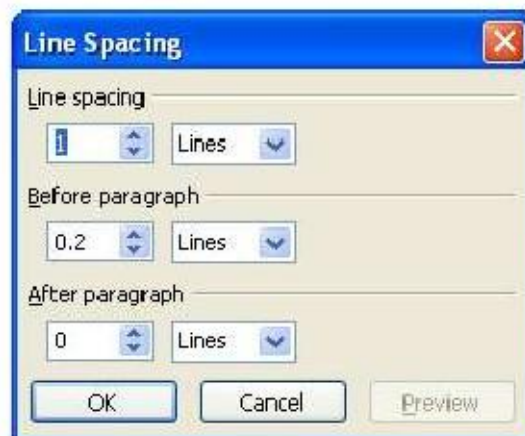 Line Spacing
Line spacing
1 Lines
Before paragraph
0.2 Lines
After paragraph
0 Lines
OK Cancel Preview